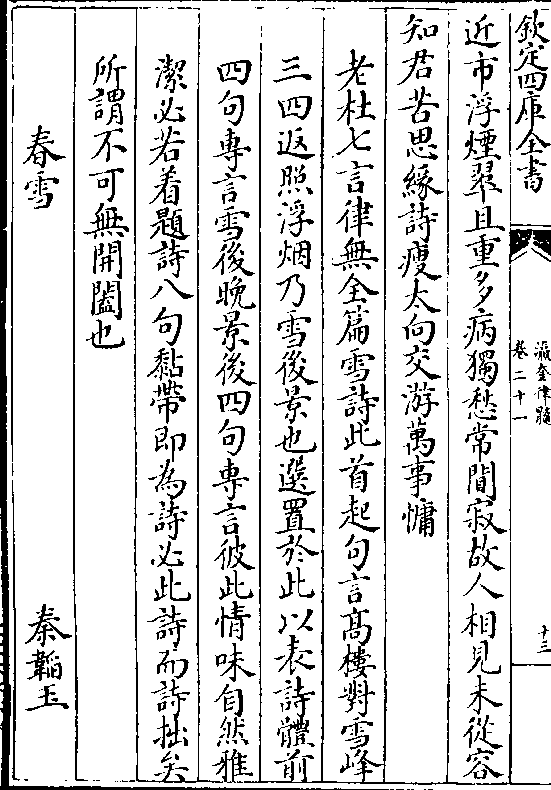 欽定四庫全書
瀛奎律髓
卷二十一
十三
近市浮煙翠且重多病獨愁常閴寂故人相見未從容
知君苦思縁詩瘦太向交游萬事慵
老杜七言律無全篇雪詩此首起句言髙樓對雪峰
三四返照浮烟乃雪後景也選置於此以表詩體前
四句專言雪後晚景後四句專言彼此情味自然雅
潔必若着題詩八句黏帶即為詩必此詩而詩拙矣
所謂不可無開闔也
春雪 秦韜玉